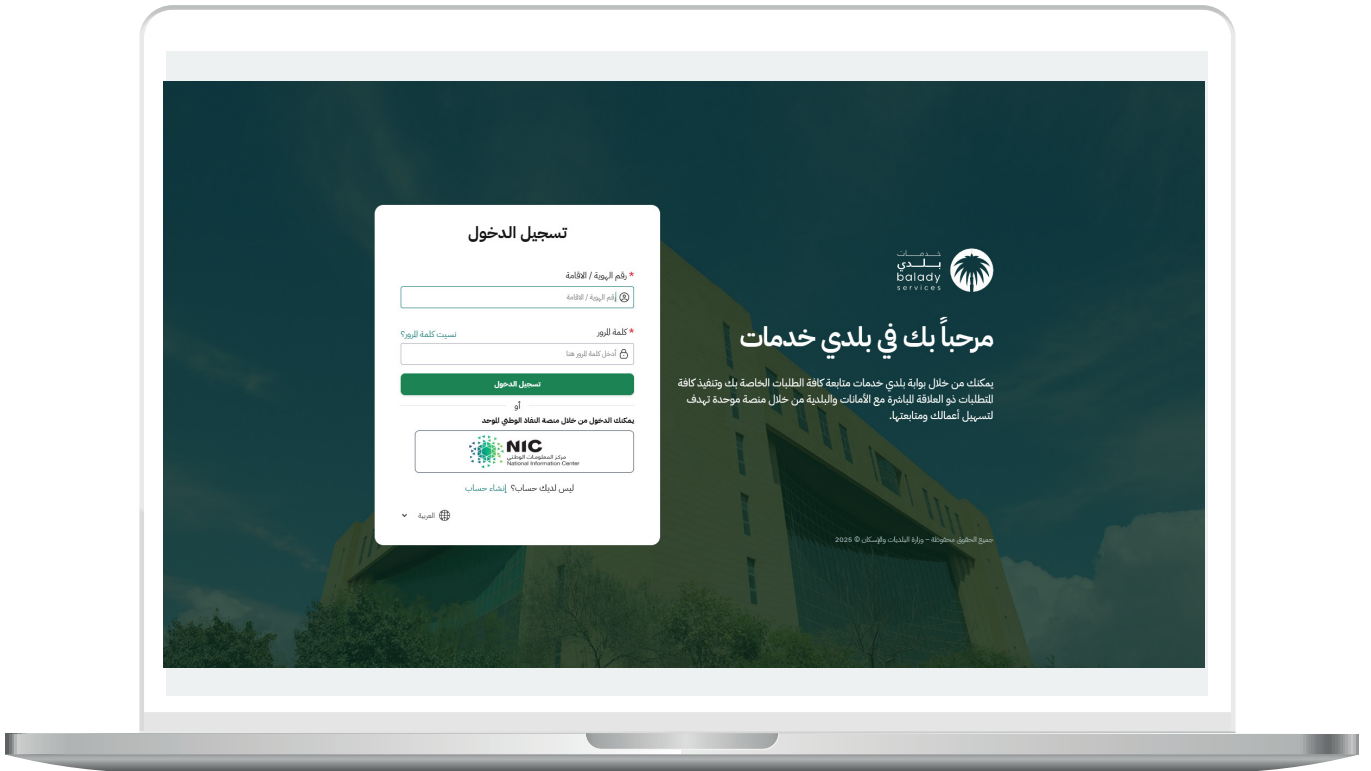 خدمات
بلدي
balady
services
مرحباً بك في بلدي خدمات
يمكنك من خلال بوابة بلدي خدمات متابعة كافة الطلبات الخاصة بك وتنفيذ كافة
المتطلبات ذو العلاقة المباشرة مع الأمانات والبلدية من خلال منصة موحدة تهدف
لتسهيل أعمالك ومتابعتها.
جميع الحقوق محفوظة – وزارة البلديات والإسكان © 2026
تسجيل الدخول
* رقم الهوية / الاقامة
رقم الهوية / الاقامة
* كلمة المرور نسيت كلمة المرور؟
أدخل كلمة المرور هنا
تسجيل الدخول
أو
يمكنك الدخول من خلال منصة النفاذ الوطني الموحد
NIC
مركز المعلومات الوطني
National Information Center
ليس لديك حساب؟ إنشاء حساب
العربية